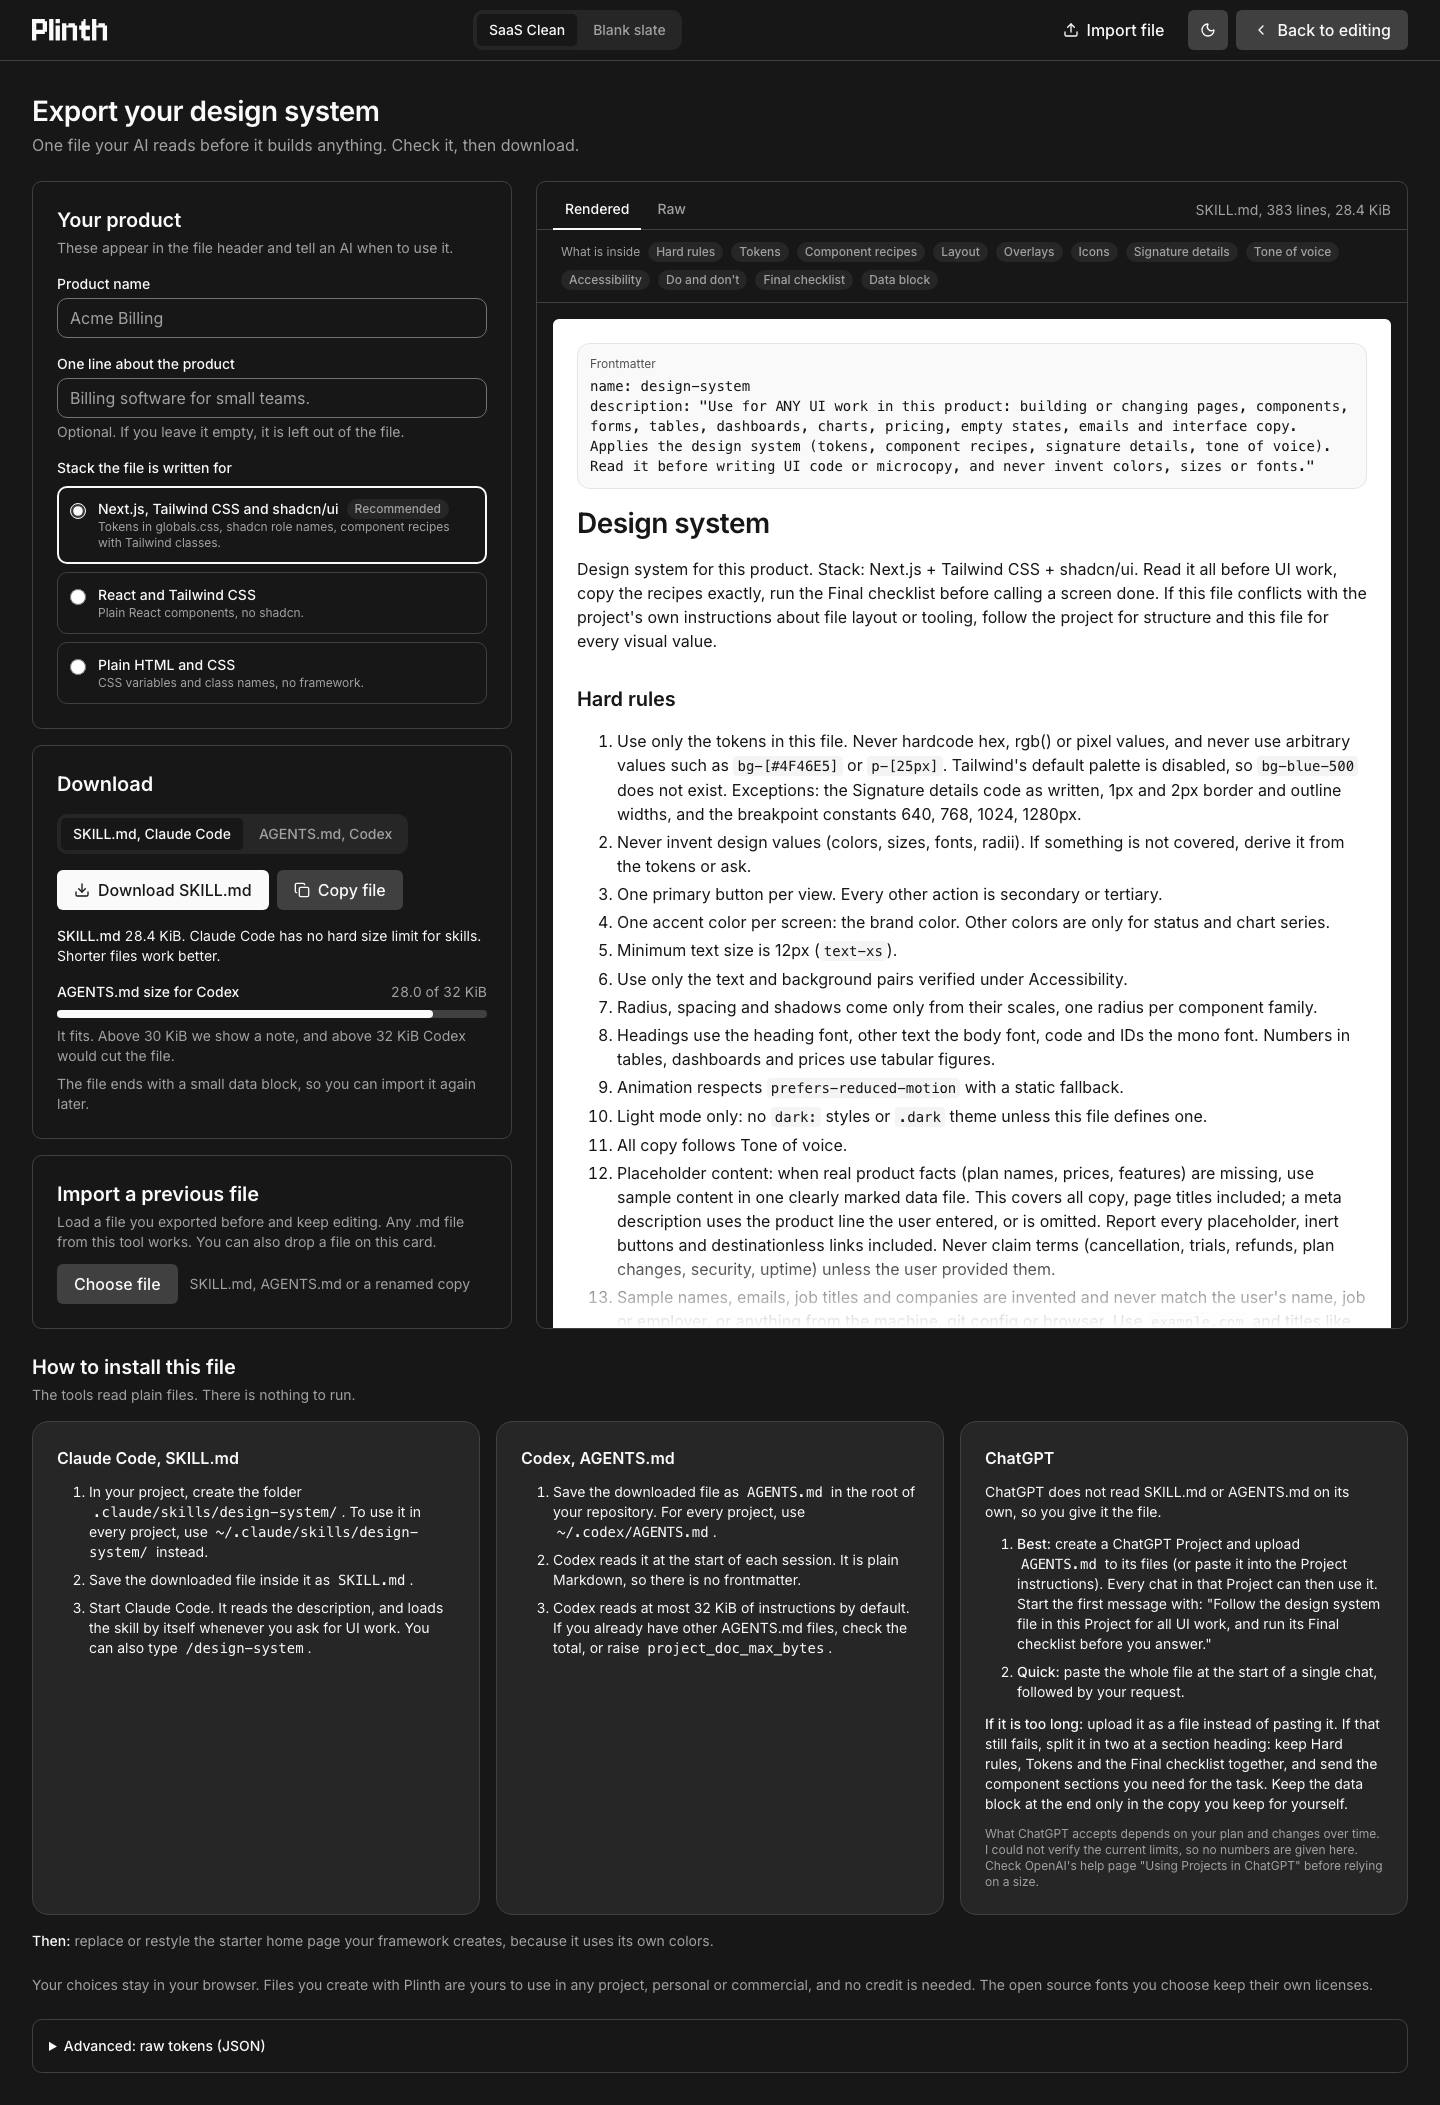 Plinth
SaaS Clean
Blank slate
Import file
Back to editing
Export your design system
One file your AI reads before it builds anything. Check it, then download.
Your product
These appear in the file header and tell an AI when to use it.
Product name
Acme Billing
One line about the product
Billing software for small teams.
Optional. If you leave it empty, it is left out of the file.
Stack the file is written for
Next.js, Tailwind CSS and shadcn/ui Recommended
Tokens in globals.css, shadcn role names, component recipes
with Tailwind classes.
React and Tailwind CSS
Plain React components, no shadcn.
Plain HTML and CSS
CSS variables and class names, no framework.
Download
SKILL.md, Claude Code
AGENTS.md, Codex
Download SKILL.md
Copy file
SKILL.md 28.4 KiB. Claude Code has no hard size limit for skills.
Shorter files work better.
AGENTS.md size for Codex
28.0 of 32 KiB
It fits. Above 30 KiB we show a note, and above 32 KiB Codex
would cut the file.
The file ends with a small data block, so you can import it again
later.
Import a previous file
Load a file you exported before and keep editing. Any .md file
from this tool works. You can also drop a file on this card.
Choose file
SKILL.md, AGENTS.md or a renamed copy
Rendered
Raw
SKILL.md, 383 lines, 28.4 KiB
What is inside Hard rules Tokens Component recipes Layout Overlays Icons Signature details Tone of voice
Accessibility Do and don't Final checklist Data block
Frontmatter
name: design-system
description: "Use for ANY UI work in this product: building or changing pages, components,
forms, tables, dashboards, charts, pricing, empty states, emails and interface copy.
Applies the design system (tokens, component recipes, signature details, tone of voice).
Read it before writing UI code or microcopy, and never invent colors, sizes or fonts."
Design system
Design system for this product. Stack: Next.js + Tailwind CSS + shadcn/ui. Read it all before UI work,
copy the recipes exactly, run the Final checklist before calling a screen done. If this file conflicts with the
project's own instructions about file layout or tooling, follow the project for structure and this file for
every visual value.
Hard rules
1. Use only the tokens in this file. Never hardcode hex, rgb() or pixel values, and never use arbitrary
values such as bg-[#4F46E5] or p-[25px]. Tailwind's default palette is disabled, so bg-blue-500
does not exist. Exceptions: the Signature details code as written, 1px and 2px border and outline
widths, and the breakpoint constants 640, 768, 1024, 1280px.
2. Never invent design values (colors, sizes, fonts, radii). If something is not covered, derive it from
the tokens or ask.
3. One primary button per view. Every other action is secondary or tertiary.
4. One accent color per screen: the brand color. Other colors are only for status and chart series.
5. Minimum text size is 12px (text-xs).
6. Use only the text and background pairs verified under Accessibility.
7. Radius, spacing and shadows come only from their scales, one radius per component family.
8. Headings use the heading font, other text the body font, code and IDs the mono font. Numbers in
tables, dashboards and prices use tabular figures.
9. Animation respects prefers-reduced-motion with a static fallback.
10. Light mode only: no dark: styles or .dark theme unless this file defines one.
11. All copy follows Tone of voice.
12. Placeholder content: when real product facts (plan names, prices, features) are missing, use
sample content in one clearly marked data file. This covers all copy, page titles included; a meta
description uses the product line the user entered, or is omitted. Report every placeholder, inert
buttons and destinationless links included. Never claim terms (cancellation, trials, refunds, plan
changes, security, uptime) unless the user provided them.
13. Sample names, emails, job titles and companies are invented and never match the user's name, job
or employer, or anything from the machine, git config or browser. Use example.com and titles like
How to install this file
The tools read plain files. There is nothing to run.
Claude Code, SKILL.md
1. In your project, create the folder
.claude/skills/design-system/ . To use it in
every project, use ~/.claude/skills/design-
system/ instead.
2. Save the downloaded file inside it as SKILL.md .
3. Start Claude Code. It reads the description, and loads
the skill by itself whenever you ask for UI work. You
can also type /design-system .
Codex, AGENTS.md
1. Save the downloaded file as AGENTS.md in the root of
your repository. For every project, use
~/.codex/AGENTS.md .
2. Codex reads it at the start of each session. It is plain
Markdown, so there is no frontmatter.
3. Codex reads at most 32 KiB of instructions by default.
If you already have other AGENTS.md files, check the
total, or raise project_doc_max_bytes .
ChatGPT
ChatGPT does not read SKILL.md or AGENTS.md on its
own, so you give it the file.
1. Best: create a ChatGPT Project and upload
AGENTS.md to its files (or paste it into the Project
instructions). Every chat in that Project can then use it.
Start the first message with: "Follow the design system
file in this Project for all UI work, and run its Final
checklist before you answer."
2. Quick: paste the whole file at the start of a single chat,
followed by your request.
If it is too long: upload it as a file instead of pasting it. If that
still fails, split it in two at a section heading: keep Hard
rules, Tokens and the Final checklist together, and send the
component sections you need for the task. Keep the data
block at the end only in the copy you keep for yourself.
What ChatGPT accepts depends on your plan and changes over time.
I could not verify the current limits, so no numbers are given here.
Check OpenAI's help page "Using Projects in ChatGPT" before relying
on a size.
Then: replace or restyle the starter home page your framework creates, because it uses its own colors.
Your choices stay in your browser. Files you create with Plinth are yours to use in any project, personal or commercial, and no credit is needed. The open source fonts you choose keep their own licenses.
Advanced: raw tokens (JSON)